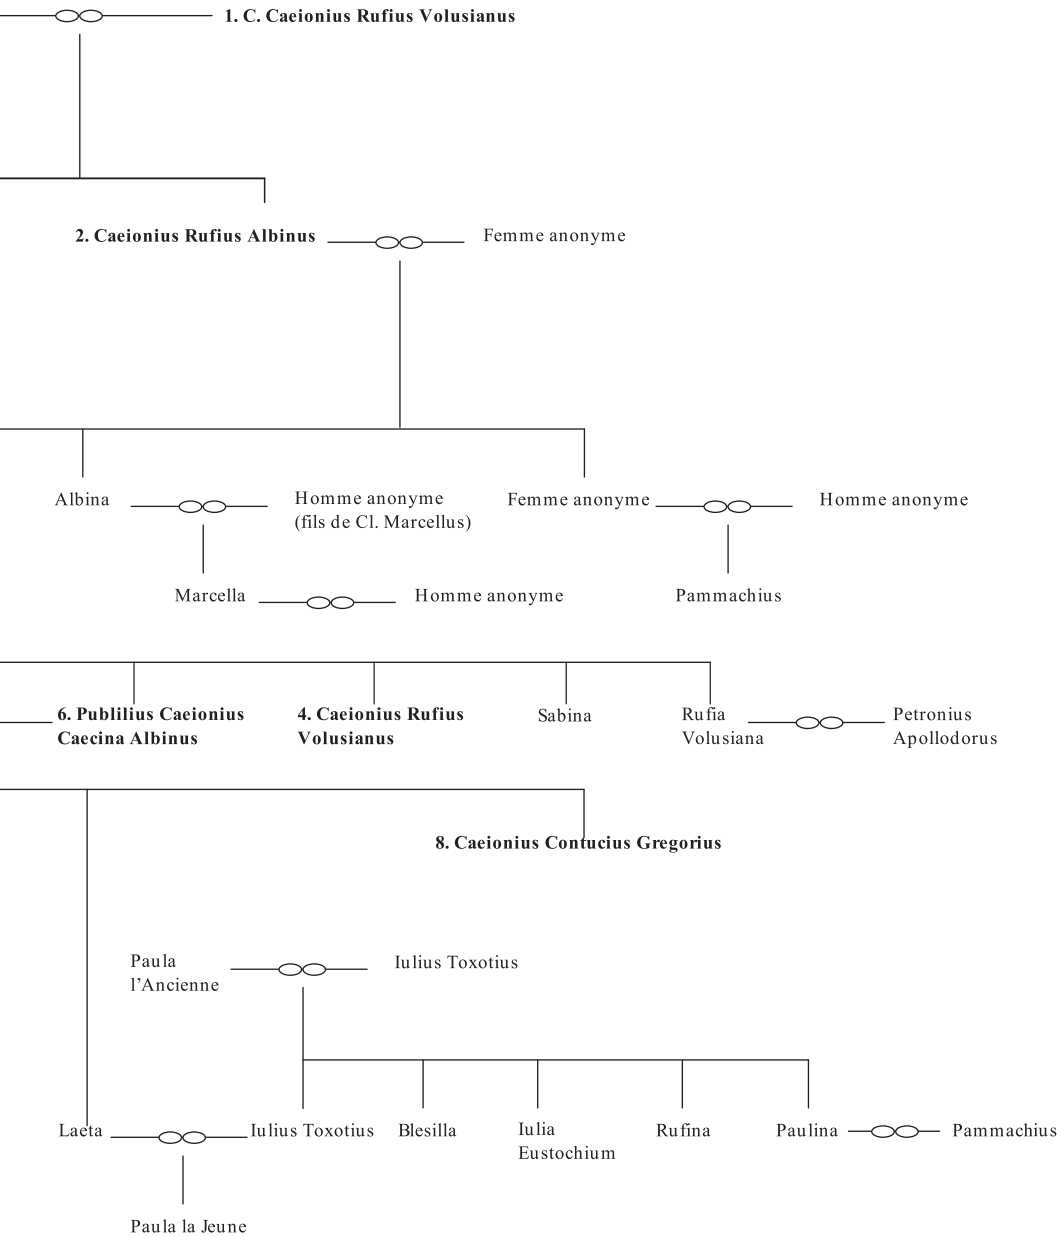 1. C. Caeionius Rufius Volusianus
2. Caeionius Rufius Albinus
Femme anonyme
Albina
Homme anonyme
(fils de Cl. Marcellus)
Femme anonyme
Homme anonyme
Marcella
Homme anonyme
Pammachius
6. Publilius Caeionius
Caecina Albinus
4. Caeionius Rufius
Volusianus
Sabina
Rufia
Volusiana
Petronius
Apollodorus
8. Caeionius Contucius Gregorius
Paula
l'Ancienne
Iulius Toxotius
Laeta
Iulius Toxotius
Blesilla
Iulia
Eustochium
Rufina
Paulina
Pammachius
Paula la Jeune